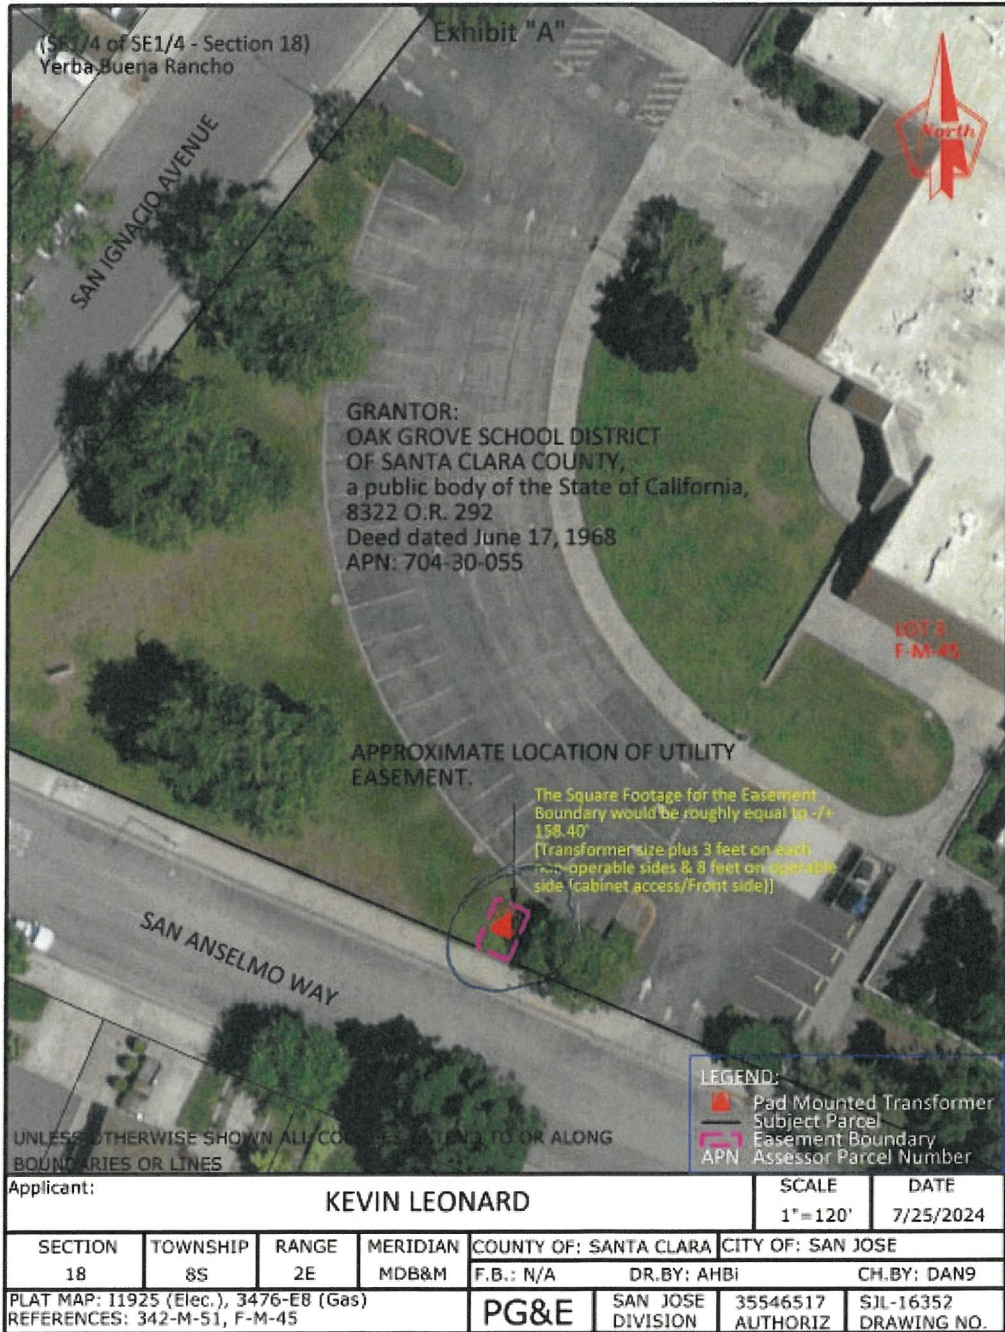 Exhibit "A"
(SE1/4 of SE1/4 - Section 18)
Yerba Buena Rancho
North
SAN IGNACIO AVENUE
GRANTOR:
OAK GROVE SCHOOL DISTRICT
OF SANTA CLARA COUNTY,
a public body of the State of California,
8322 O.R. 292
Deed dated June 17, 1968
APN: 704-30-055
LOT 3
F-M-45
APPROXIMATE LOCATION OF UTILITY
EASEMENT.
The Square Footage for the Easement
Boundary would be roughly equal to -/+
158.40'
[Transformer size plus 3 feet on each
non-operable sides & 8 feet on operable
side (cabinet access/Front side)]
SAN ANSELMO WAY
LEGEND:
Pad Mounted Transformer
Subject Parcel
Easement Boundary
APN Assessor Parcel Number
UNLESS OTHERWISE SHOWN ALL EXTEND TO OR ALONG
BOUNDARIES OR LINES
Applicant:
KEVIN LEONARD
SCALE
1"=120'
DATE
7/25/2024
SECTION TOWNSHIP RANGE MERIDIAN COUNTY OF: SANTA CLARA CITY OF: SAN JOSE
18 8S 2E MDB&M F.B.: N/A DR.BY: AHBi CH.BY: DAN9
PLAT MAP: I1925 (Elec.), 3476-E8 (Gas)
REFERENCES: 342-M-51, F-M-45
PG&E
SAN JOSE
DIVISION
35546517
AUTHORIZ
SJL-16352
DRAWING NO.